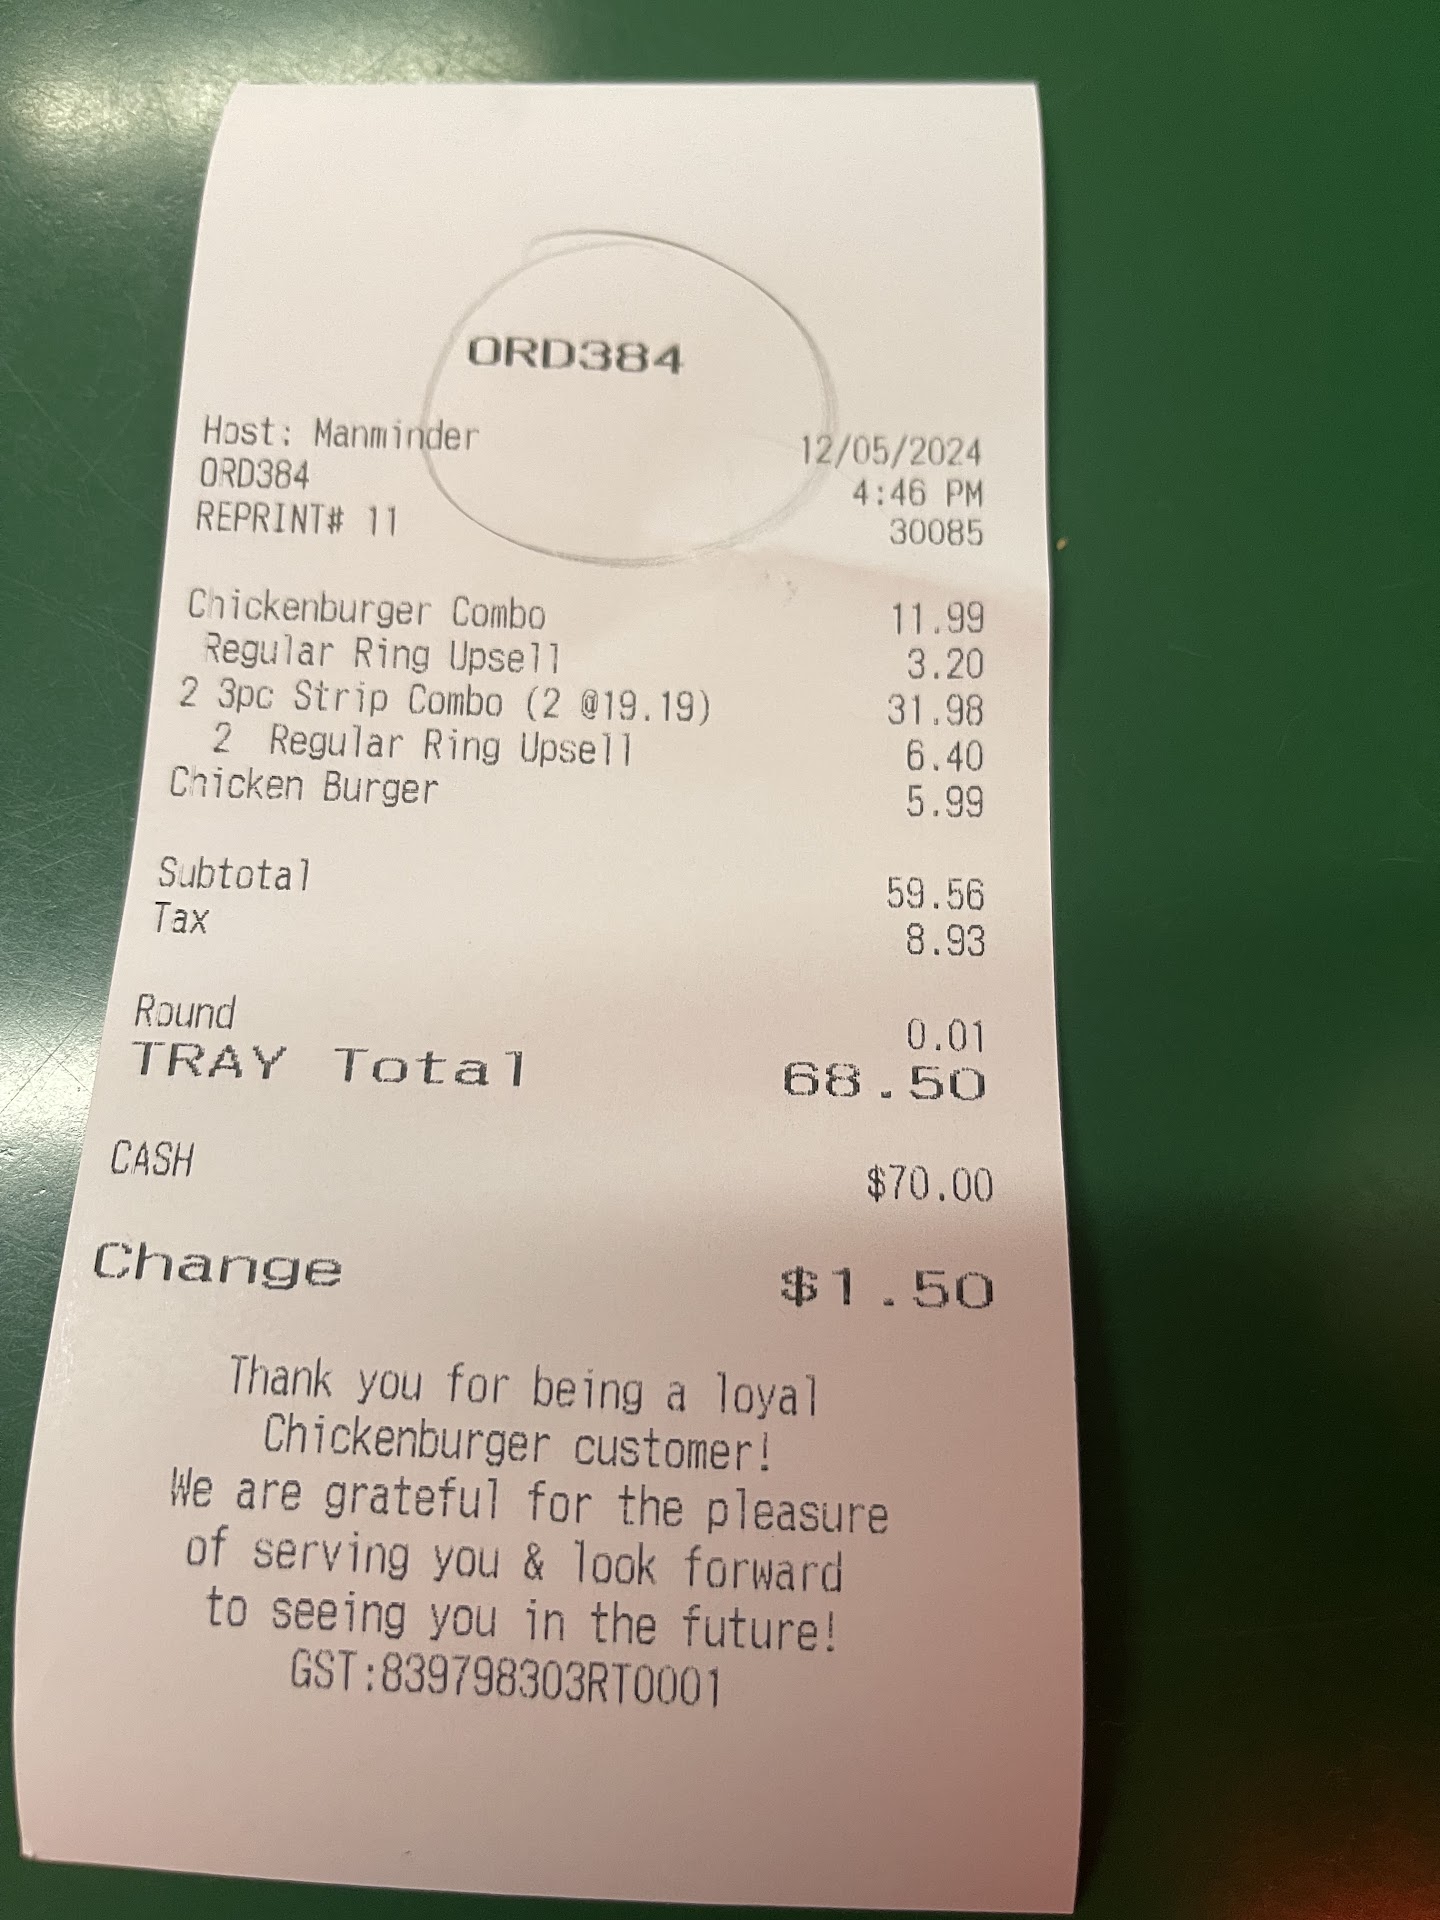 ORD384
Host: Manminder 12/05/2024
ORD384 4:46 PM
REPRINT# 11 30085
Chickenburger Combo 11.99
Regular Ring Upsell 3.20
2 3pc Strip Combo (2 @19.19) 31.98
2 Regular Ring Upsell 6.40
Chicken Burger 5.99
Subtotal 59.56
Tax 8.93
Round 0.01
TRAY Total 68.50
CASH $70.00
Change $1.50
Thank you for being a loyal
Chickenburger customer!
We are grateful for the pleasure
of serving you & look forward
to seeing you in the future!
GST:839798303RT0001